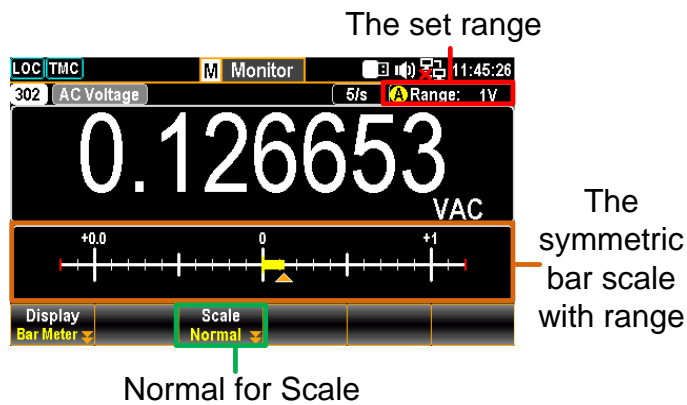 The set range
LOC TMC M Monitor 11:45:26
302 AC Voltage 5/s A Range: 1V
0.126653
VAC
+0.0 0 +1
The
symmetric
bar scale
with range
Display Scale
Bar Meter Normal
Normal for Scale